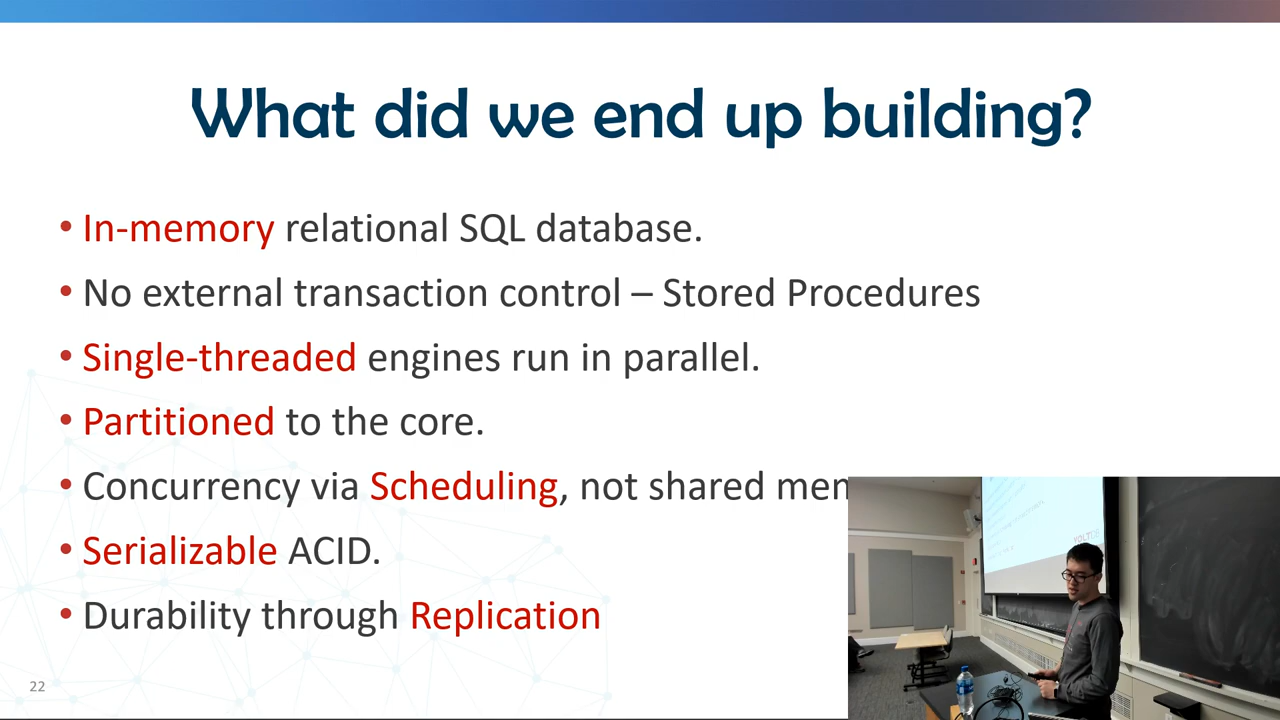 What did we end up building?
• In-memory relational SQL database.
• No external transaction control – Stored Procedures
• Single-threaded engines run in parallel.
• Partitioned to the core.
• Concurrency via Scheduling, not shared
• Serializable ACID.
• Durability through Replication
22